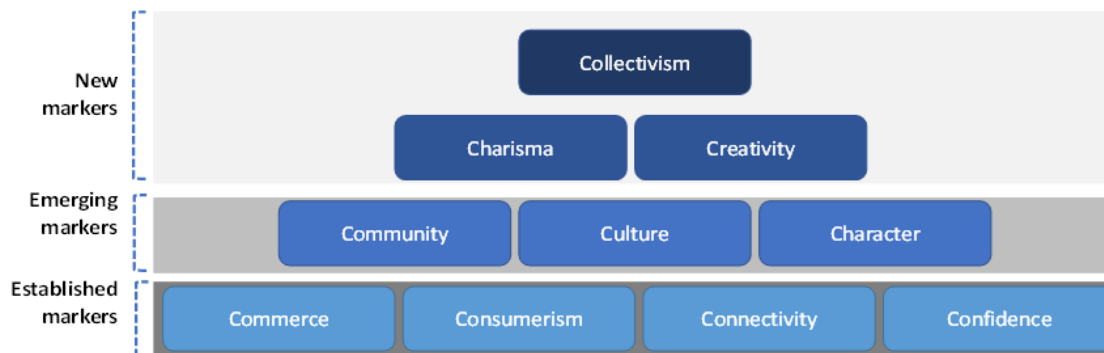 New
markers
Collectivism
Charisma
Creativity
Emerging
markers
Community
Culture
Character
Established
markers
Commerce
Consumerism
Connectivity
Confidence